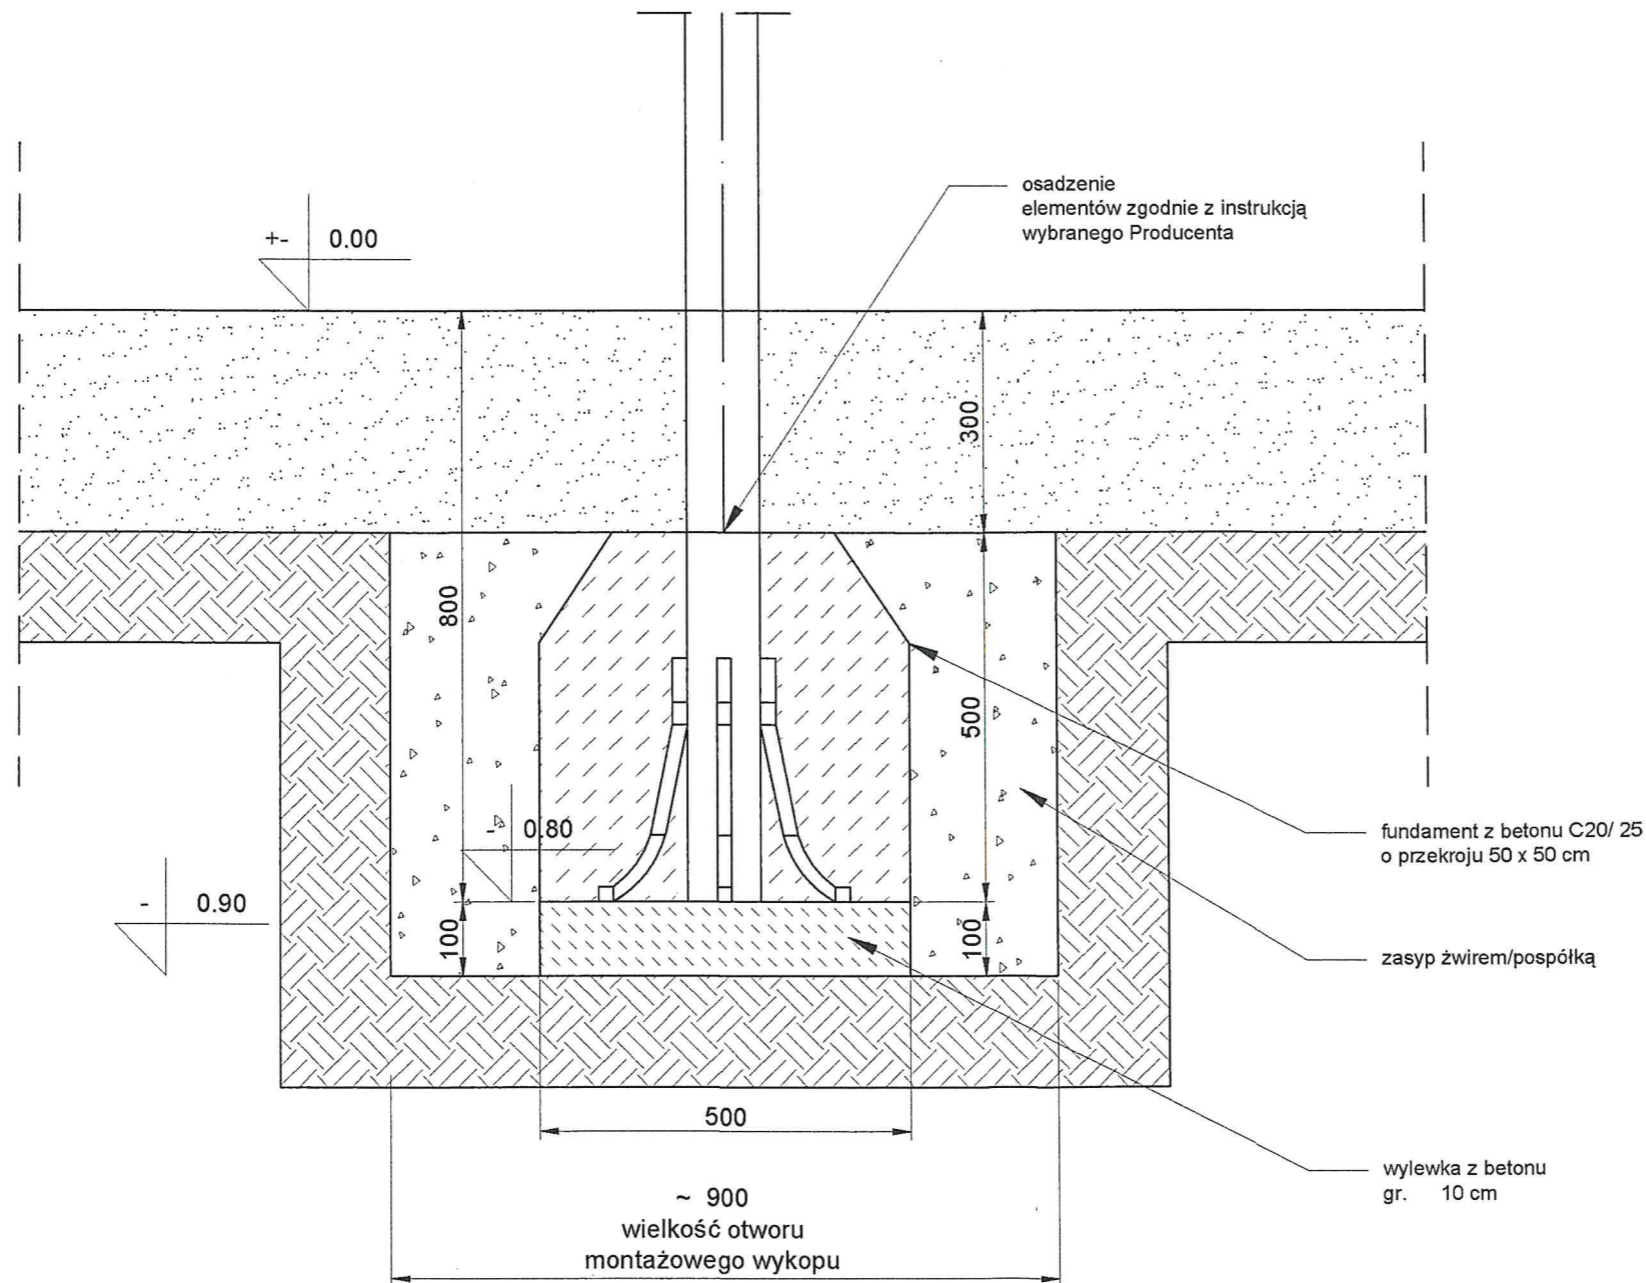 osadzenie
elementów zgodnie z instrukcją
wybranego Producenta
+- 0.00
300
800
500
- 0.80
fundament z betonu C20/ 25
o przekroju 50 x 50 cm
- 0.90
100
100
zasyp żwirem/pospółką
500
wylewka z betonu
gr. 10 cm
~ 900
wielkość otworu
montażowego wykopu